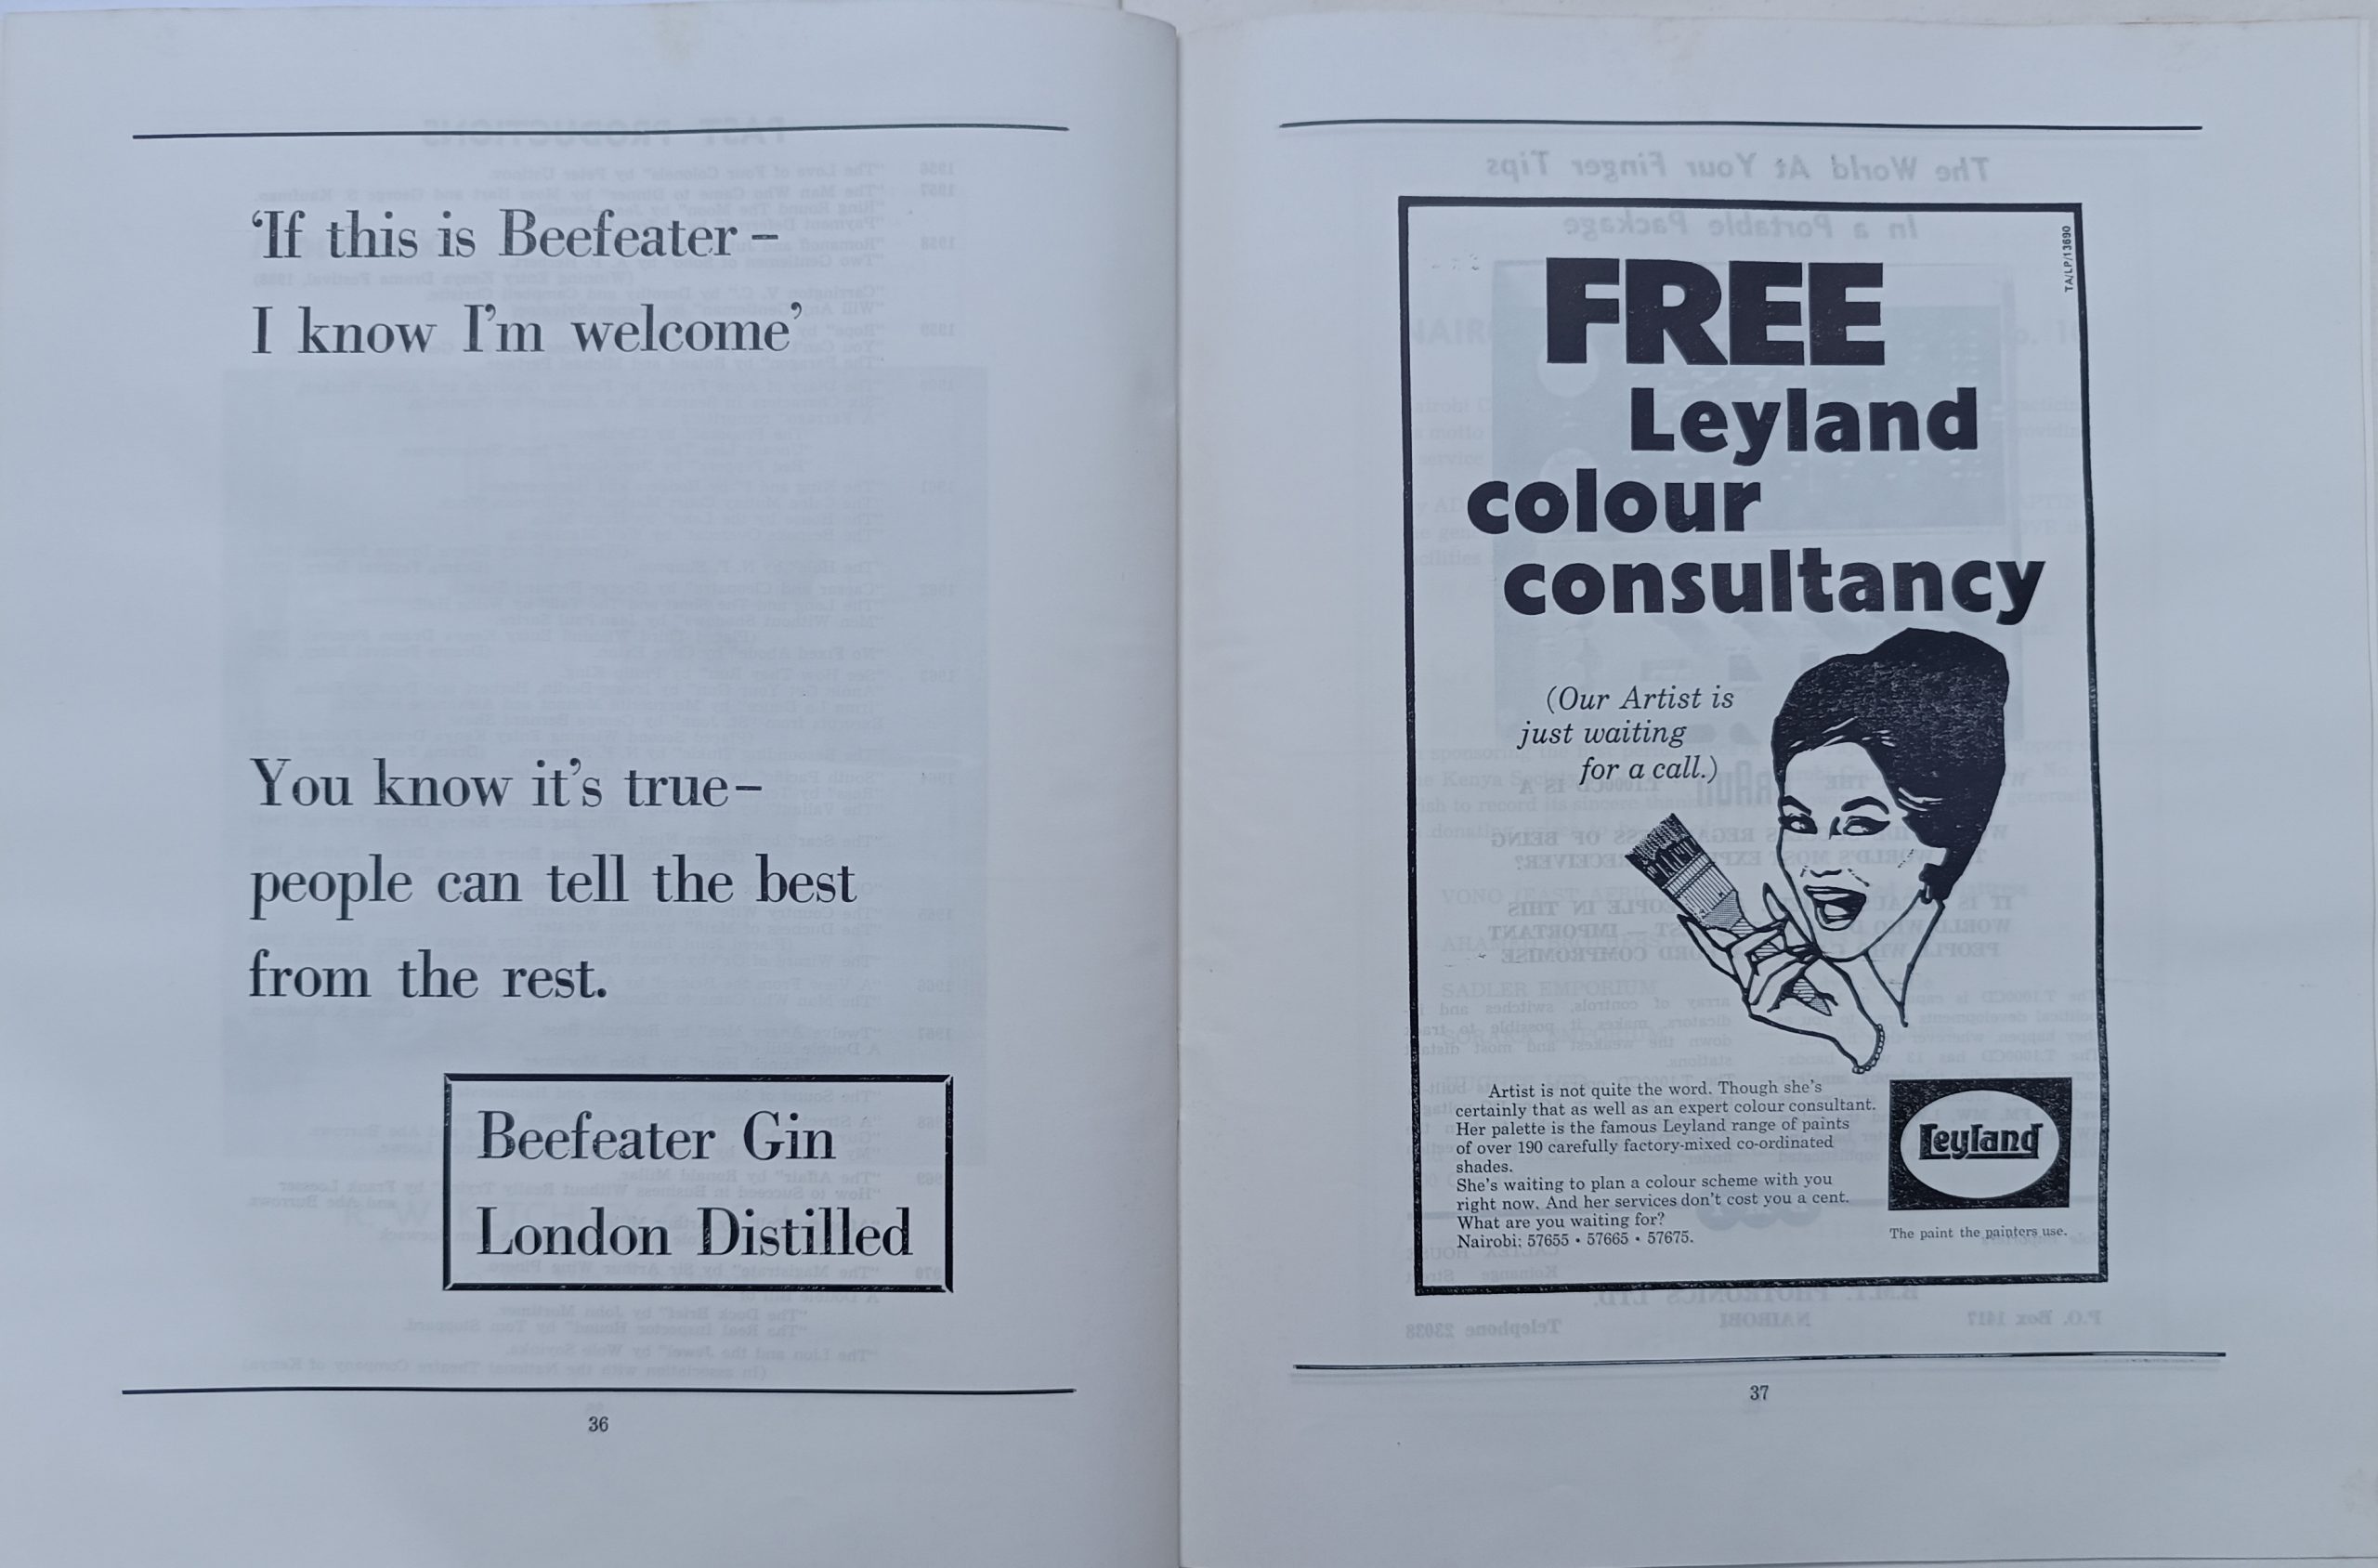 ‘If this is Beefeater –
I know I’m welcome’
You know it’s true–
people can tell the best
from the rest.
Beefeater Gin
London Distilled
36
TA/LP/13690
FREE
Leyland
colour
consultancy
(Our Artist is
just waiting
for a call.)
Artist is not quite the word. Though she’s
certainly that as well as an expert colour consultant.
Her palette is the famous Leyland range of paints
of over 190 carefully factory-mixed co-ordinated
shades.
She’s waiting to plan a colour scheme with you
right now. And her services don’t cost you a cent.
What are you waiting for?
Nairobi: 57655 • 57665 • 57675.
Leyland
The paint the painters use.
37